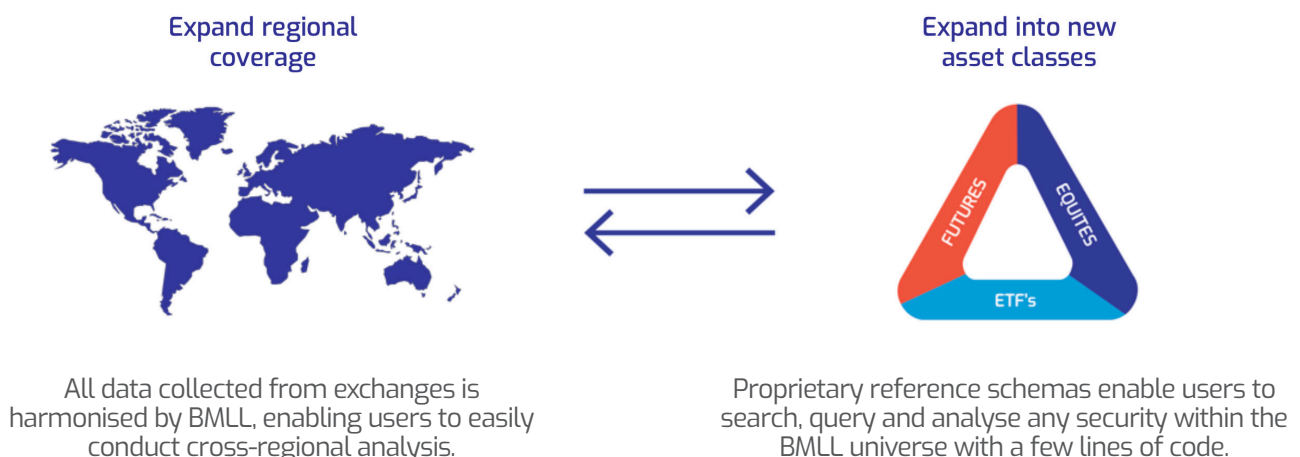 Expand regional
coverage
Expand into new
asset classes
FUTURES
EQUITES
ETF's
All data collected from exchanges is
harmonised by BMLL, enabling users to easily
conduct cross-regional analysis.
Proprietary reference schemas enable users to
search, query and analyse any security within the
BMLL universe with a few lines of code.